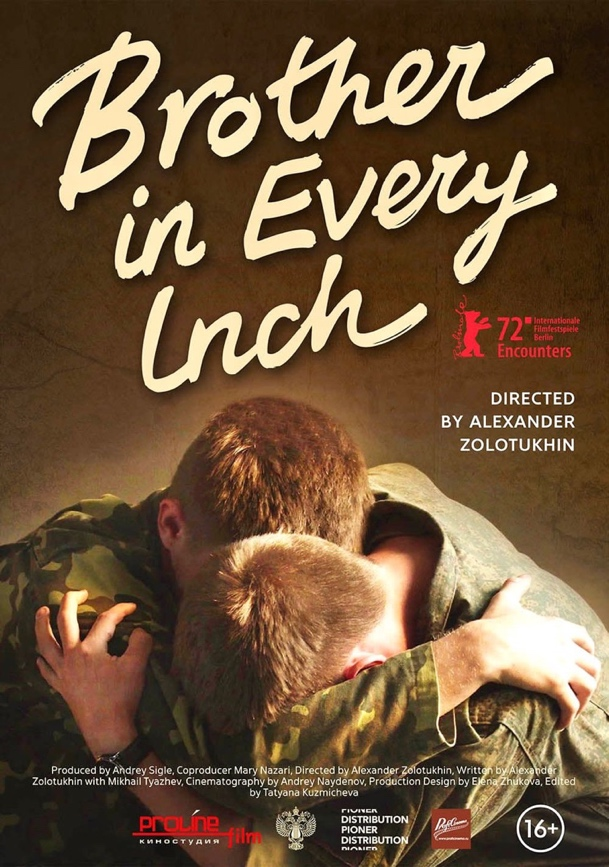 Brother
in Every
Inch
Berlinale
72
Internationale
Filmfestspiele
Berlin
Encounters
DIRECTED
BY ALEXANDER
ZOLOTUKHIN
Produced by Andrey Sigle, Coproducer Mary Nazari, Directed by Alexander Zolotukhin, Written by Alexander
Zolotukhin with Mikhail Tyazhev, Cinematography by Andrey Naydenov, Production Design by Elena Zhukova, Edited
by Tatyana Kuzmicheva
PROLINE
КИНОСТУДИЯ film
PIONER
DISTRIBUTION
PIONER
DISTRIBUTION
PIONER
16+